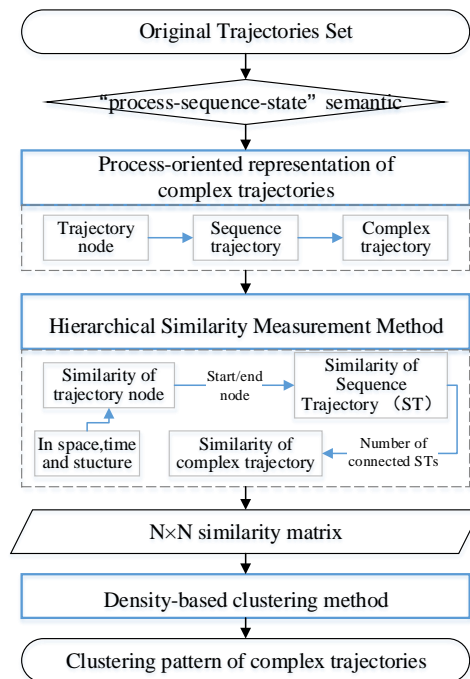 Original Trajectories Set
“process-sequence-state” semantic
Process-oriented representation of
complex trajectories
Trajectory
node
Sequence
trajectory
Complex
trajectory
Hierarchical Similarity Measurement Method
Similarity of
trajectory node
Start/end
node
Similarity of
Sequence
Trajectory （ST）
In space,time
and stucture
Similarity of
complex trajectory
Number of
connected STs
N×N similarity matrix
Density-based clustering method
Clustering pattern of complex trajectories